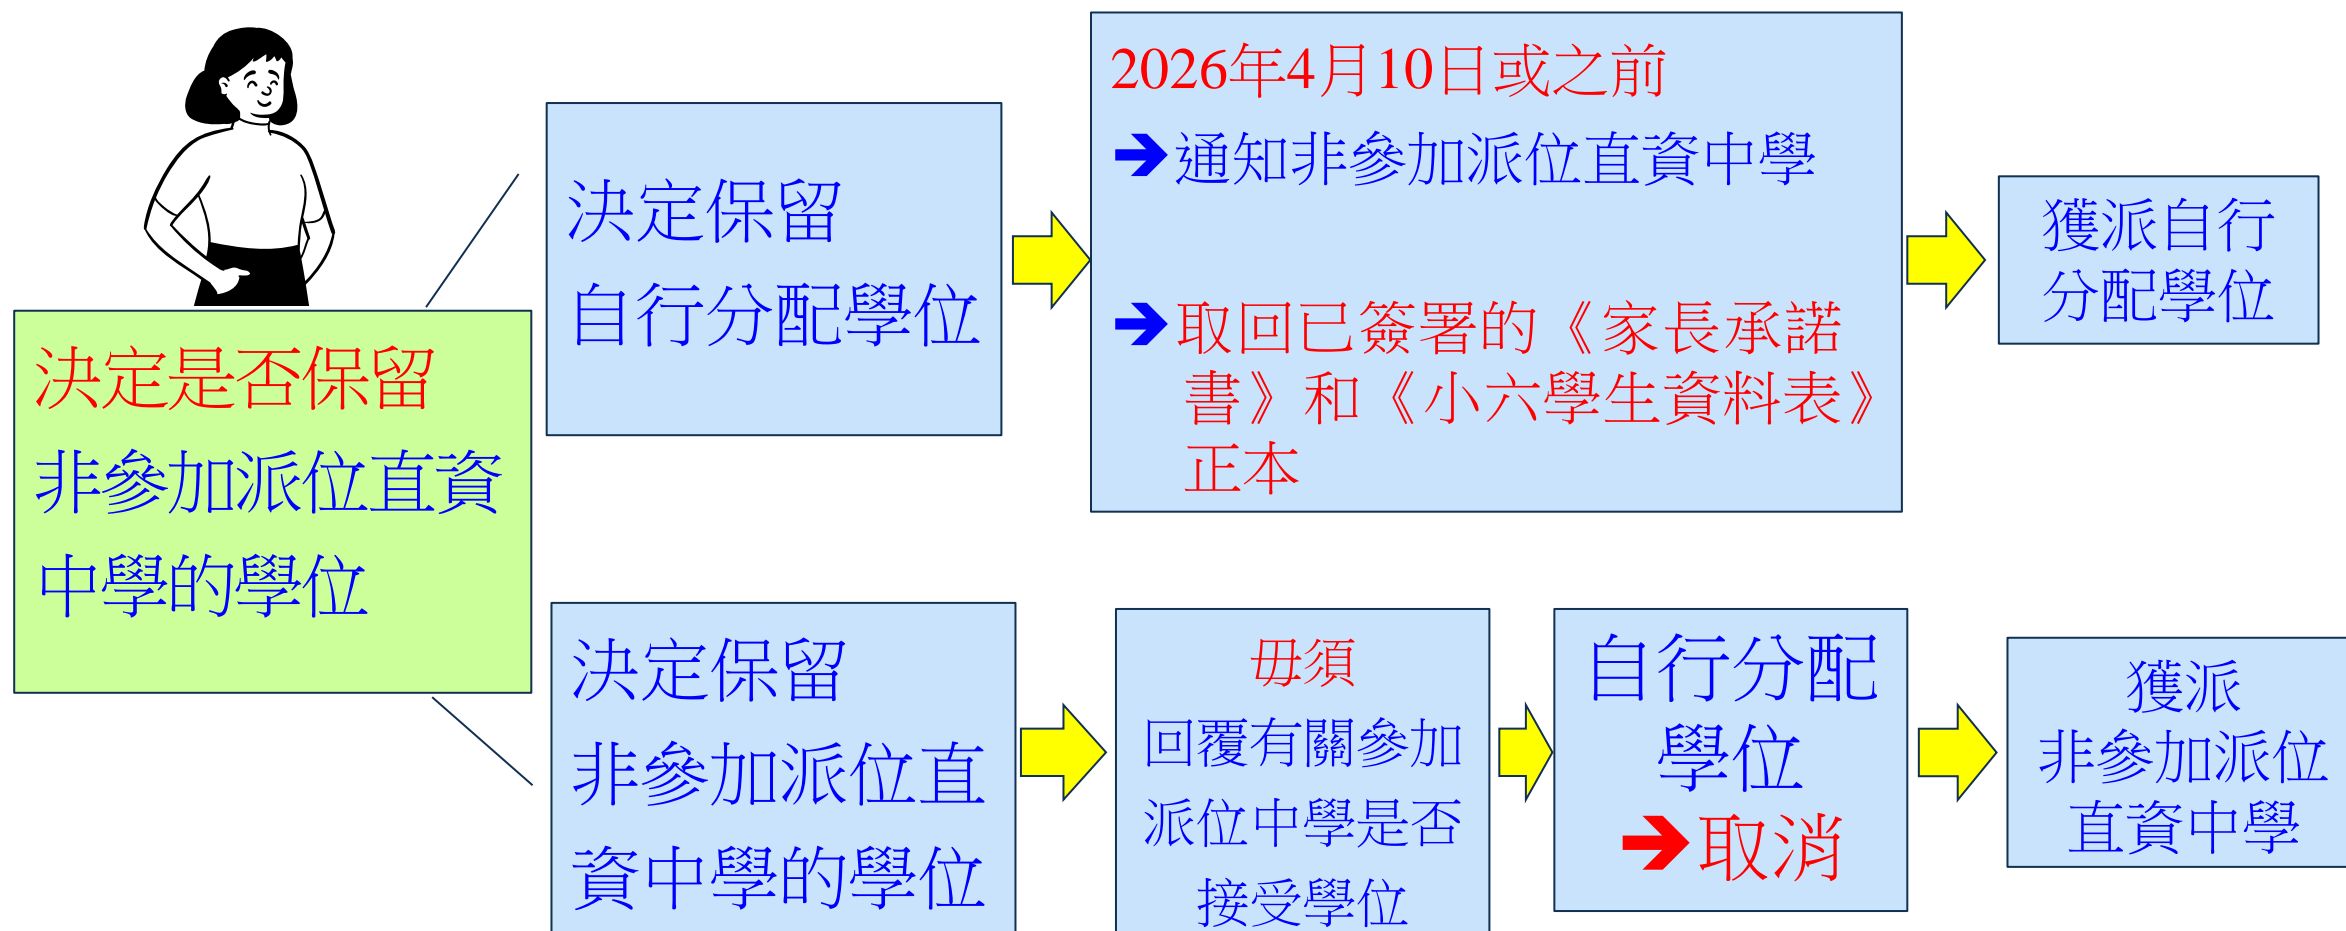 決定是否保留
非參加派位直資
中學的學位
決定保留
自行分配學位
2026年4月10日或之前
➔通知非參加派位直資中學
➔取回已簽署的《家長承諾
書》和《小六學生資料表》
正本
獲派自行
分配學位
決定保留
非參加派位直
資中學的學位
毋須
回覆有關參加
派位中學是否
接受學位
自行分配
學位
➔取消
獲派
非參加派位
直資中學